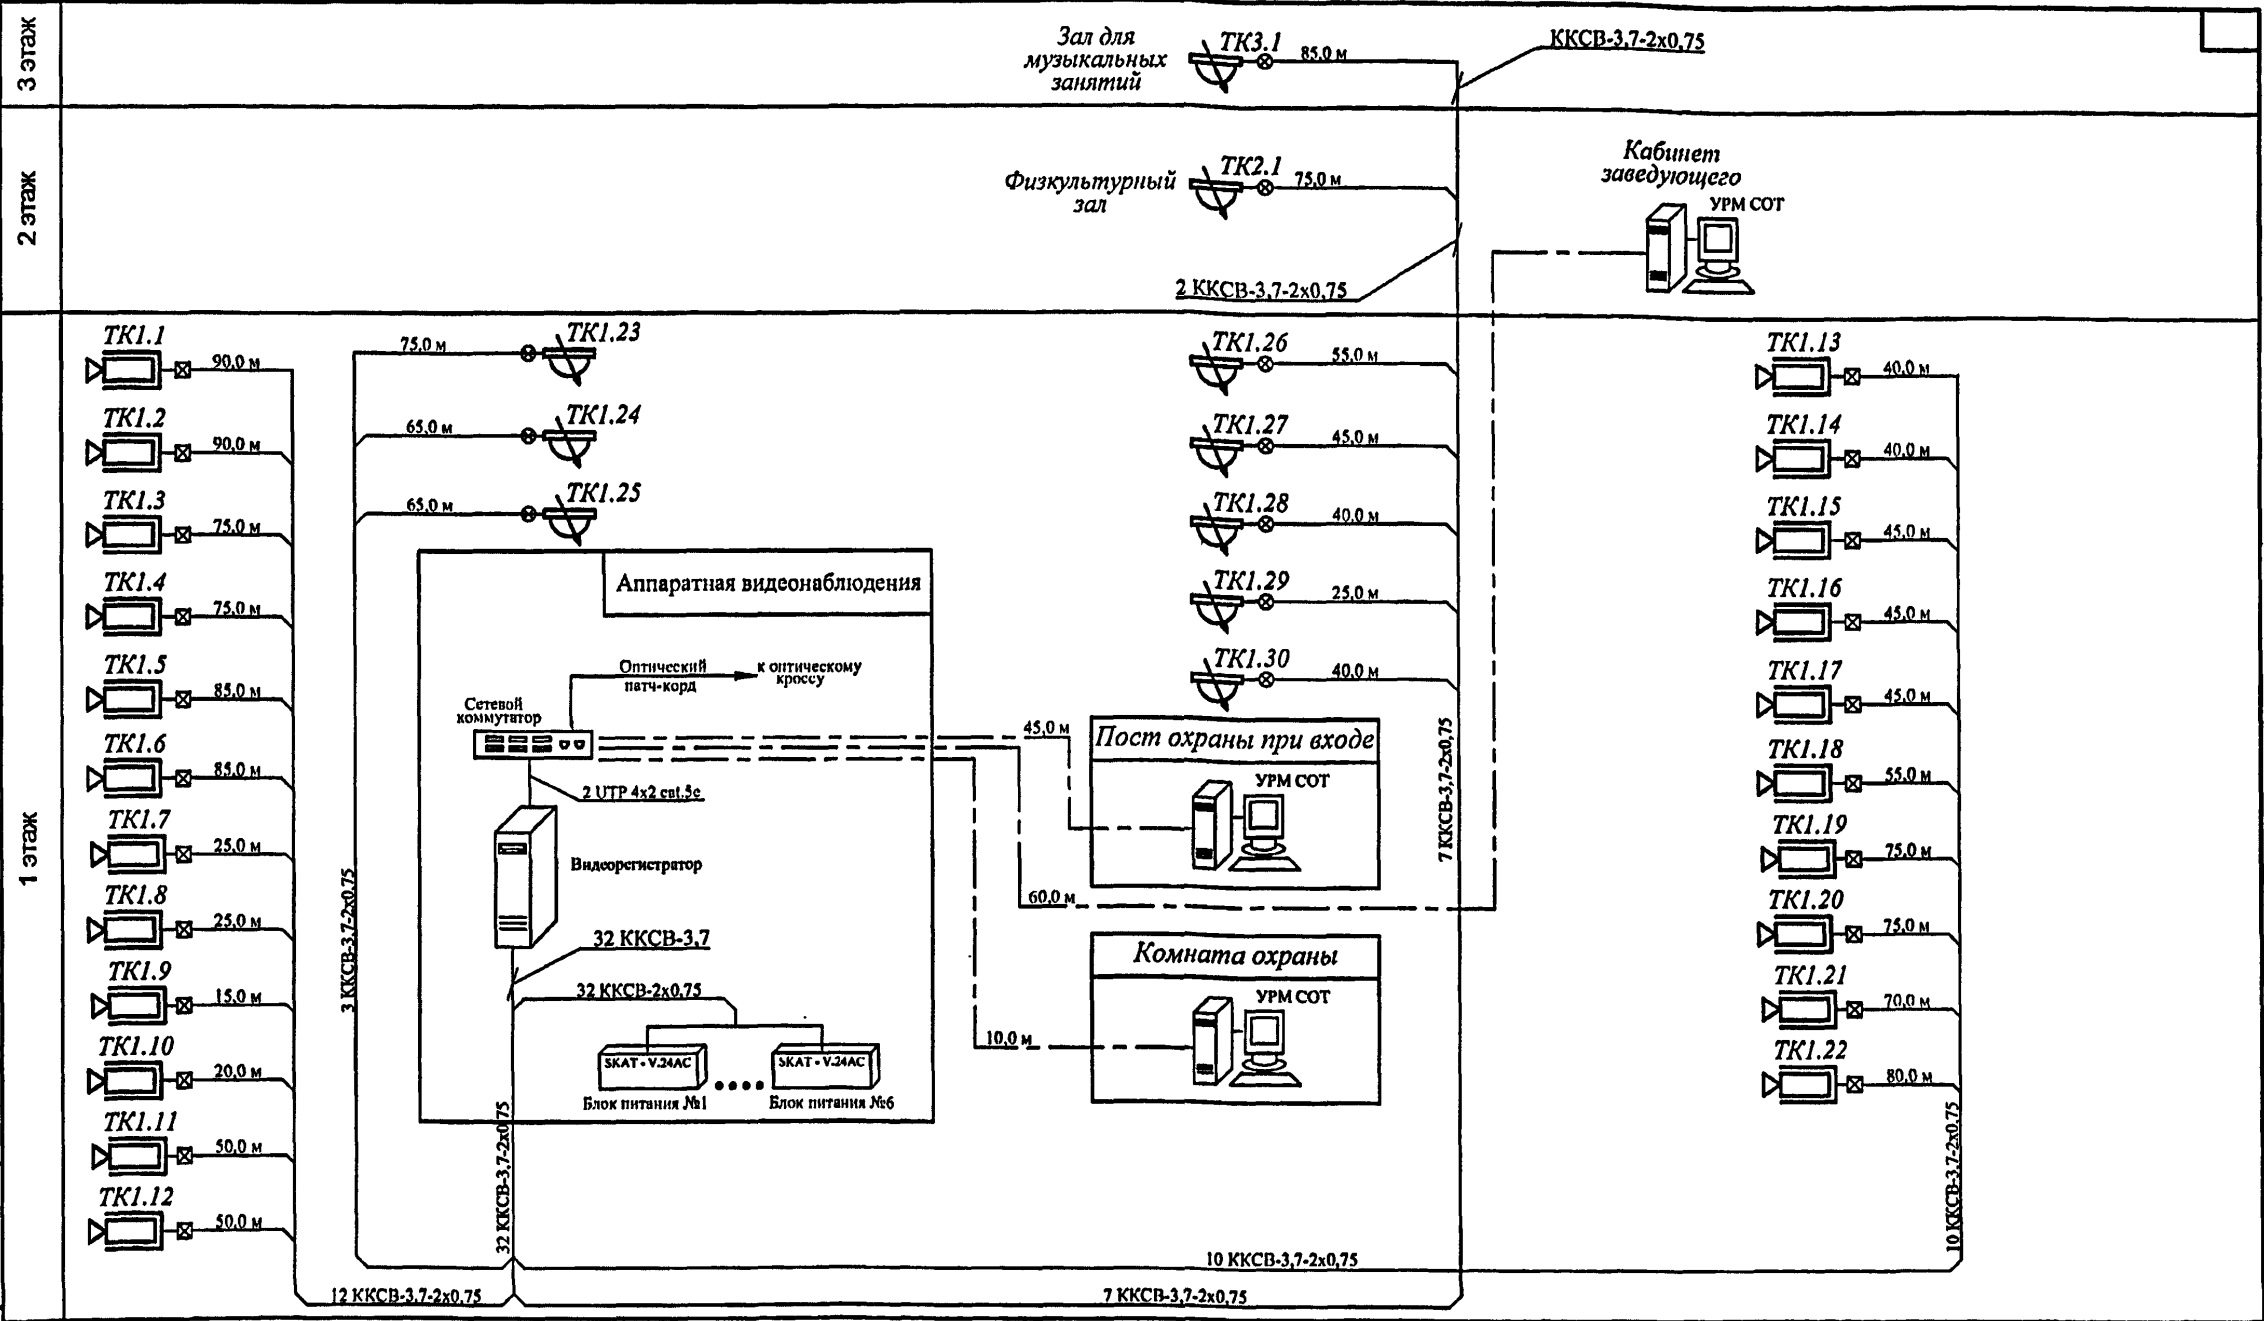 3 этаж
Зал для
музыкальных
занятий
ТК3.1
85,0 м
ККСВ-3,7-2х0,75
2 этаж
Физкультурный
зал
ТК2.1
75,0 м
2 ККСВ-3,7-2х0,75
Кабинет
заведующего
УРМ СОТ
1 этаж
ТК1.1
90,0 м
ТК1.2
90,0 м
ТК1.3
75,0 м
ТК1.4
75,0 м
ТК1.5
85,0 м
ТК1.6
85,0 м
ТК1.7
25,0 м
ТК1.8
25,0 м
ТК1.9
15,0 м
ТК1.10
20,0 м
ТК1.11
50,0 м
ТК1.12
50,0 м
12 ККСВ-3,7-2х0,75
75,0 м
ТК1.23
65,0 м
ТК1.24
65,0 м
ТК1.25
3 ККСВ-3,7-2х0,75
Аппаратная видеонаблюдения
Оптический
патч-корд
к оптическому
кроссу
Сетевой
коммутатор
2 UTP 4x2 cat.5e
Видеорегистратор
32 ККСВ-3,7
32 ККСВ-2х0,75
SKAT - V.24AC
SKAT - V.24AC
Блок питания №1
Блок питания №6
32 ККСВ-3,7-2х0,75
ТК1.26
55,0 м
ТК1.27
45,0 м
ТК1.28
40,0 м
ТК1.29
25,0 м
ТК1.30
40,0 м
45,0 м
Пост охраны при входе
УРМ СОТ
7 ККСВ-3,7-2х0,75
60,0 м
Комната охраны
УРМ СОТ
10,0 м
10 ККСВ-3,7-2х0,75
7 ККСВ-3,7-2х0,75
ТК1.13
40,0 м
ТК1.14
40,0 м
ТК1.15
45,0 м
ТК1.16
45,0 м
ТК1.17
45,0 м
ТК1.18
55,0 м
ТК1.19
75,0 м
ТК1.20
75,0 м
ТК1.21
70,0 м
ТК1.22
80,0 м
10 ККСВ-3,7-2х0,75